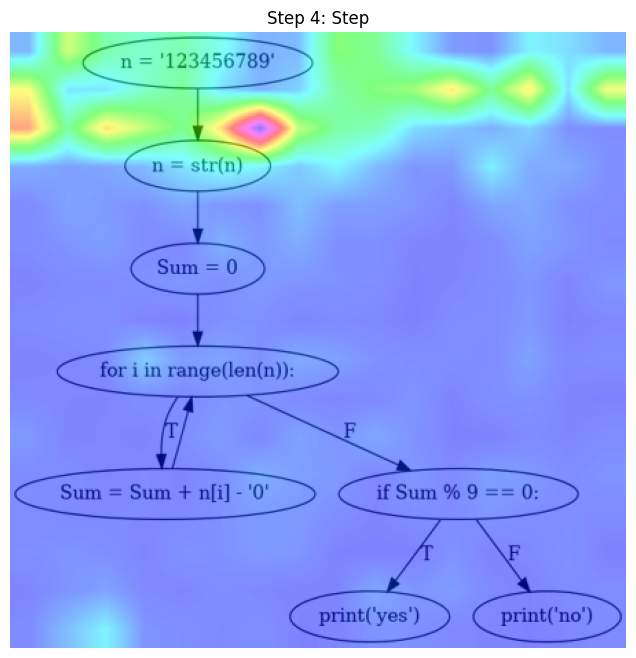 Step 4: Step
n = '123456789'
n = str(n)
Sum = 0
for i in range(len(n)):
T
F
Sum = Sum + n[i] - '0'
if Sum % 9 == 0:
T
F
print('yes')
print('no')